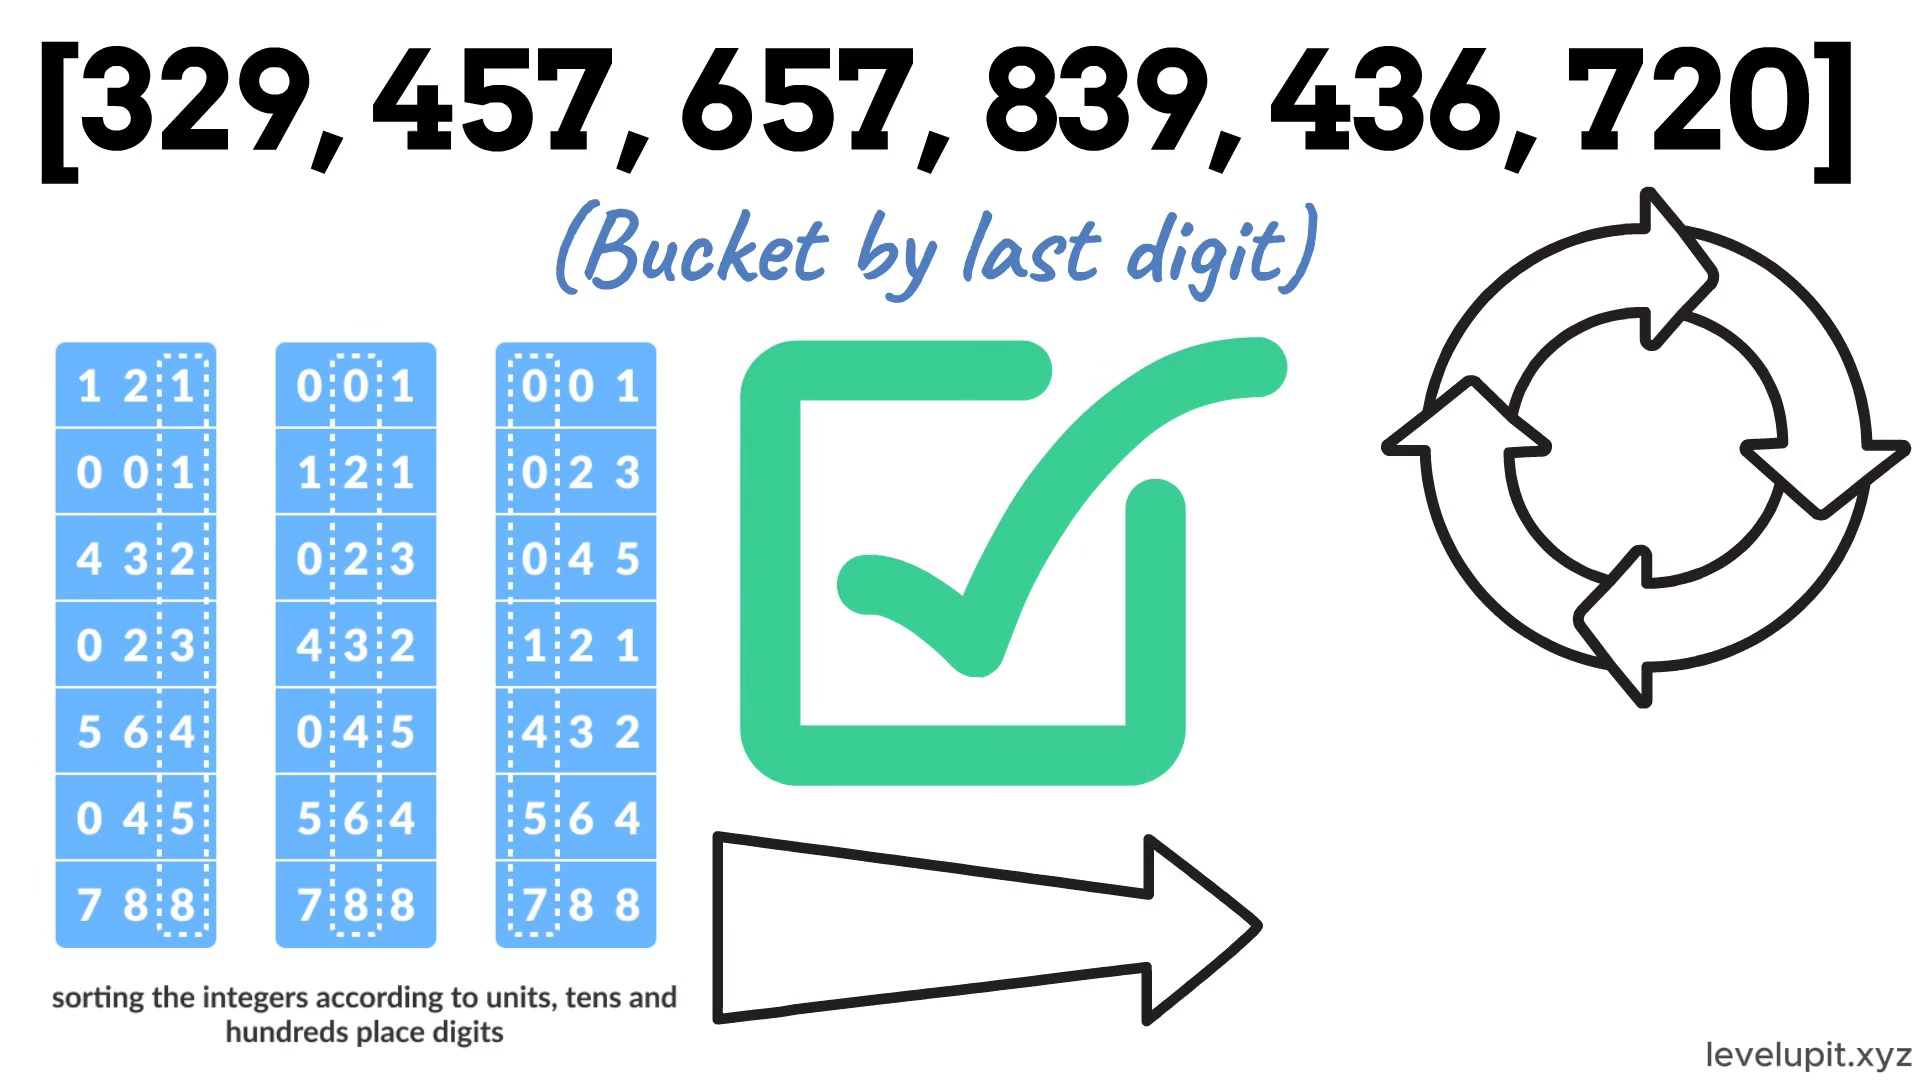 [329, 457, 657, 839, 436, 720]
(Bucket by last digit)
1 2 1
0 0 1
4 3 2
0 2 3
5 6 4
0 4 5
7 8 8
0 0 1
1 2 1
0 2 3
4 3 2
0 4 5
5 6 4
7 8 8
0 0 1
0 2 3
0 4 5
1 2 1
4 3 2
5 6 4
7 8 8
sorting the integers according to units, tens and
hundreds place digits
levelupit.xyz